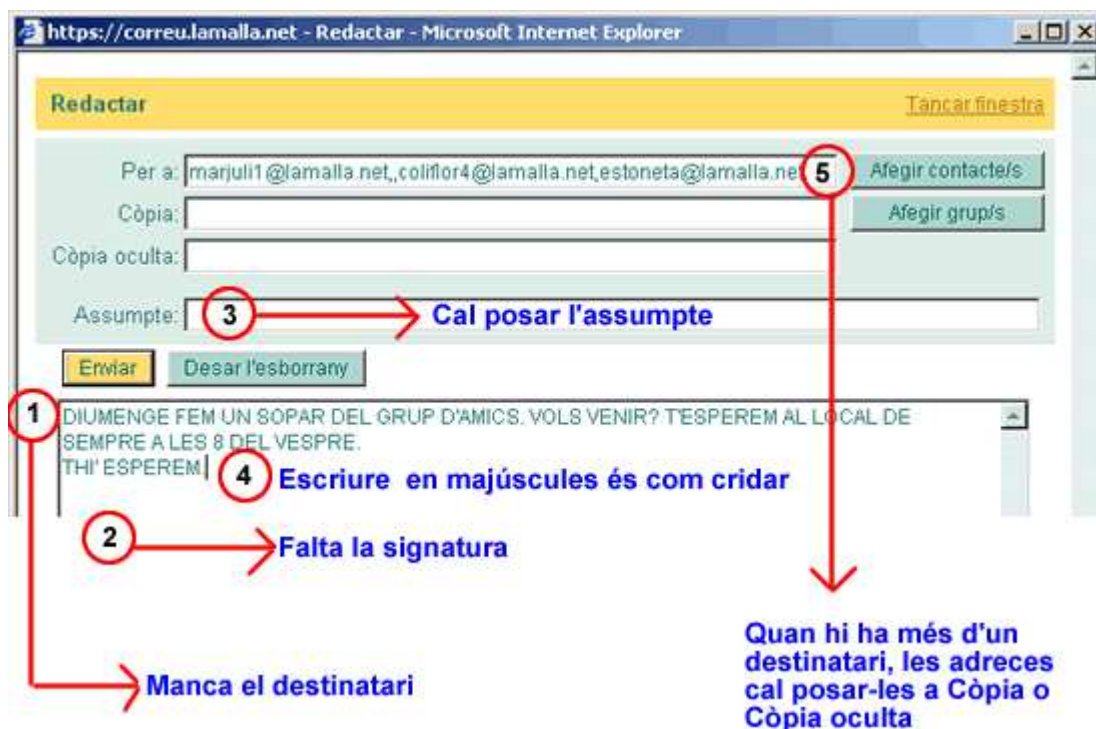 https://correu.lamalla.net - Redactar - Microsoft Internet Explorer
Redactar
Tancar finestra
Per a: marjuli1@lamalla.net,,coliflor4@lamalla.net,estoneta@lamalla.net
5
Afegir contacte/s
Còpia:
Afegir grup/s
Còpia oculta:
Assumpte:
3
Cal posar l'assumpte
Enviar
Desar l'esborrany
1
DIUMENGE FEM UN SOPAR DEL GRUP D'AMICS. VOLS VENIR? T'ESPEREM AL LOCAL DE
SEMPRE A LES 8 DEL VESPRE.
THI' ESPEREM.
4
Escriure en majúscules és com cridar
2
Falta la signatura
Manca el destinatari
Quan hi ha més d'un
destinatari, les adreces
cal posar-les a Còpia o
Còpia oculta